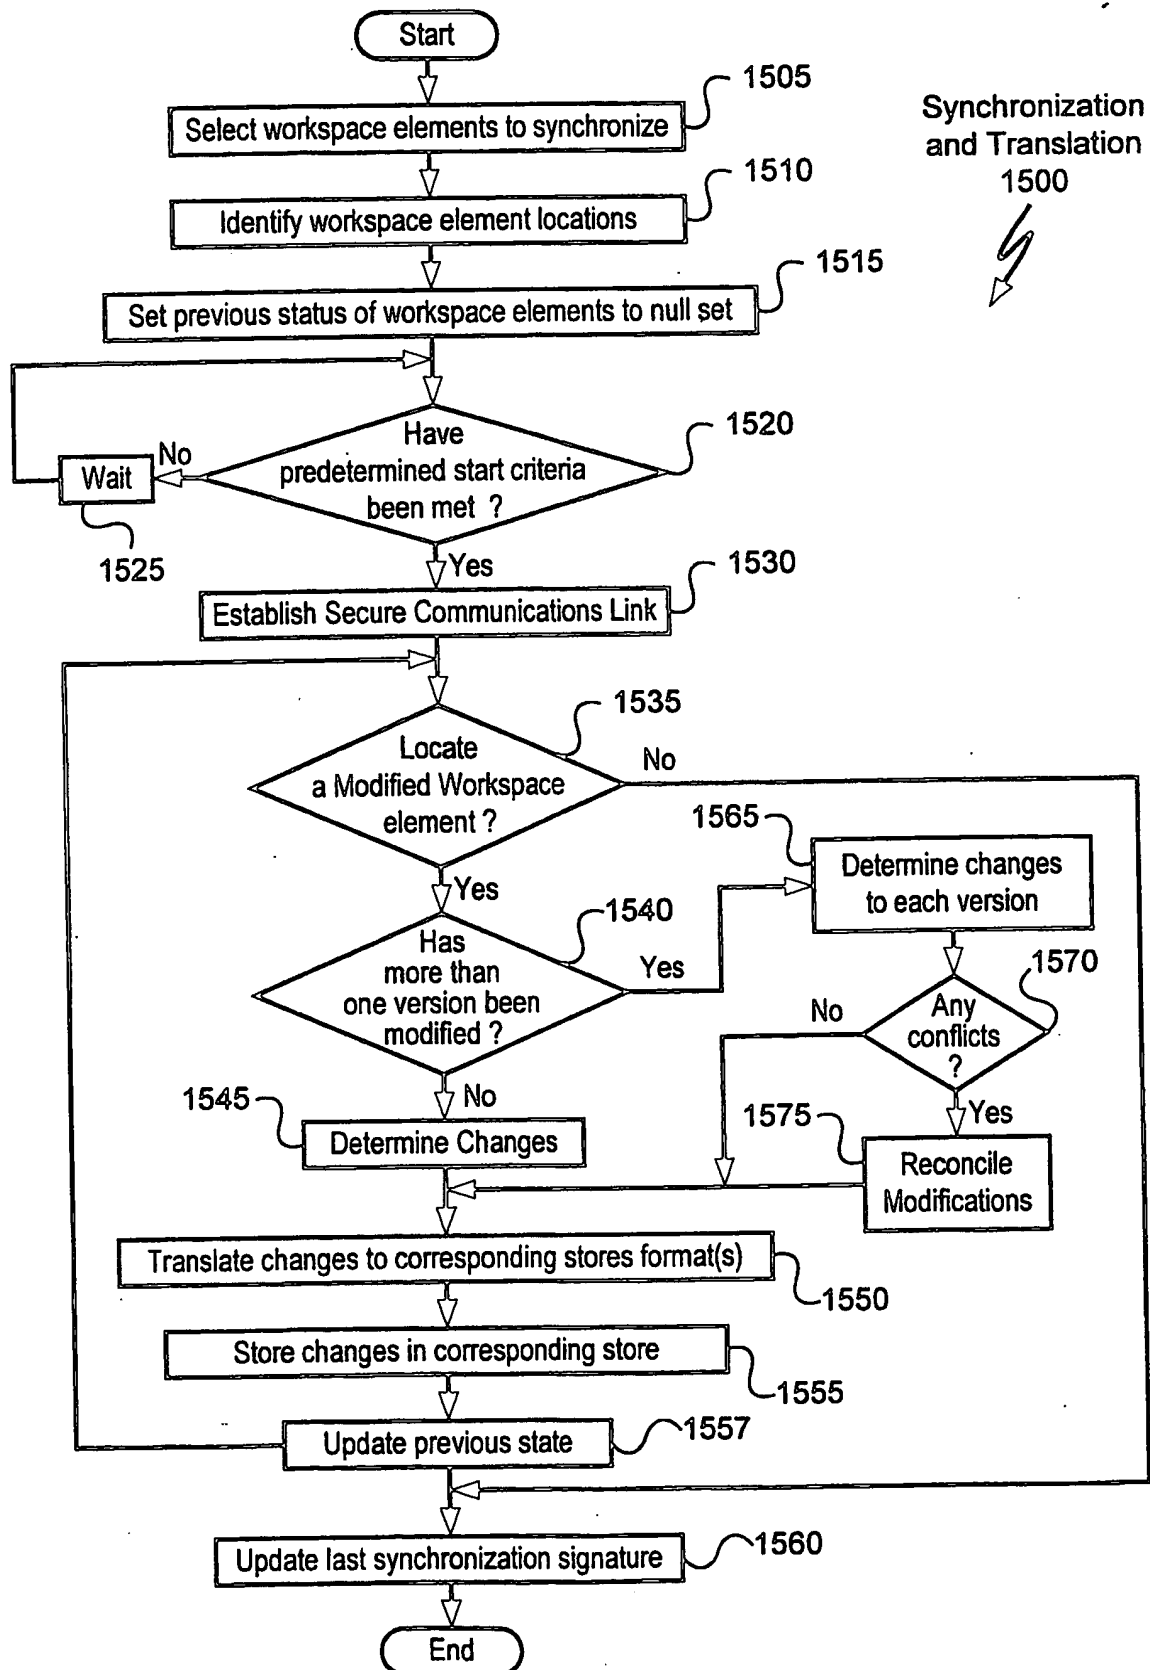 Start
1505
Select workspace elements to synchronize
Synchronization
and Translation
1500
1510
Identify workspace element locations
1515
Set previous status of workspace elements to null set
1520
Have
predetermined start criteria
been met ?
No
Wait
1525
Yes
1530
Establish Secure Communications Link
1535
Locate
a Modified Workspace
element ?
No
Yes
1565
Determine changes
to each version
1540
Has
more than
one version been
modified ?
Yes
1570
Any
conflicts
?
No
No
Yes
1545
Determine Changes
1575
Reconcile
Modifications
Translate changes to corresponding stores format(s)
1550
Store changes in corresponding store
1555
Update previous state
1557
Update last synchronization signature
1560
End